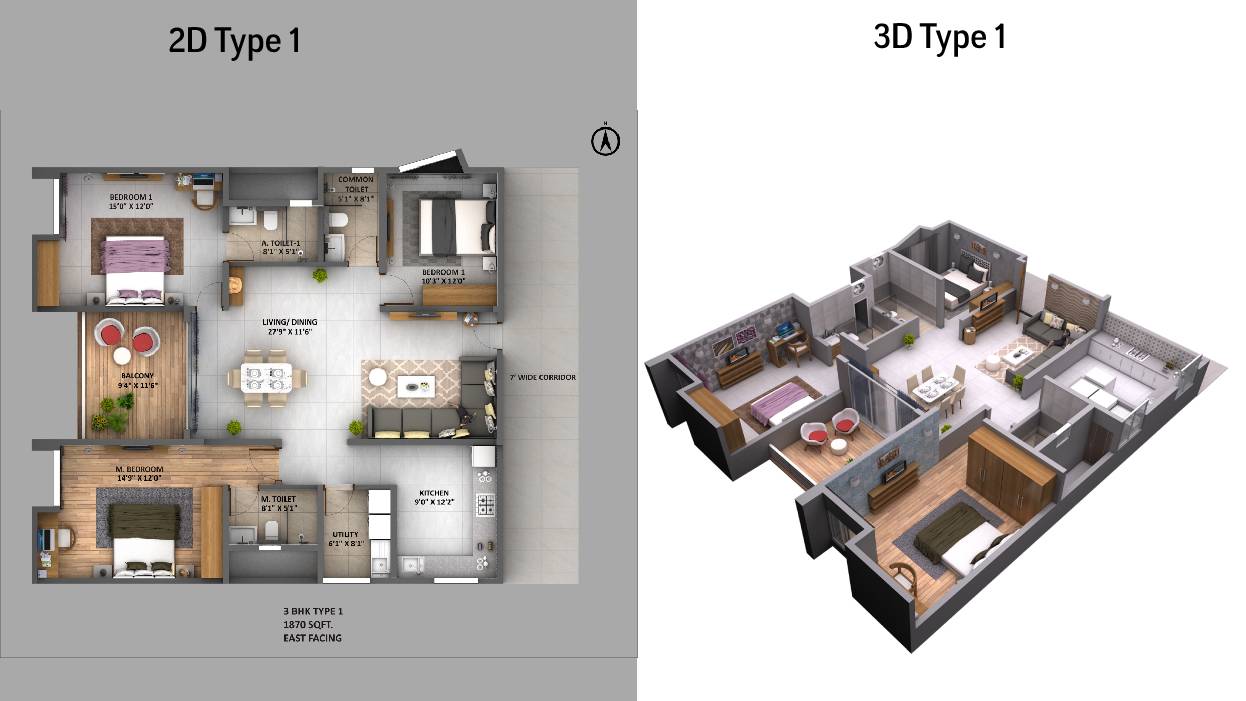 2D Type 1
3D Type 1
N
BEDROOM 1
15'0" X 12'0"
COMMON
TOILET
5'1" X 8'1"
A. TOILET-1
8'1" X 5'1"
BEDROOM 1
10'3" X 12'0"
LIVING/ DINING
27'9" X 11'6"
BALCONY
9'4" X 11'6"
7' WIDE CORRIDOR
M. BEDROOM
14'9" X 12'0"
M. TOILET
8'1" X 5'1"
KITCHEN
9'0" X 12'2"
UTILITY
6'1" X 8'1"
3 BHK TYPE 1
1870 SQFT.
EAST FACING